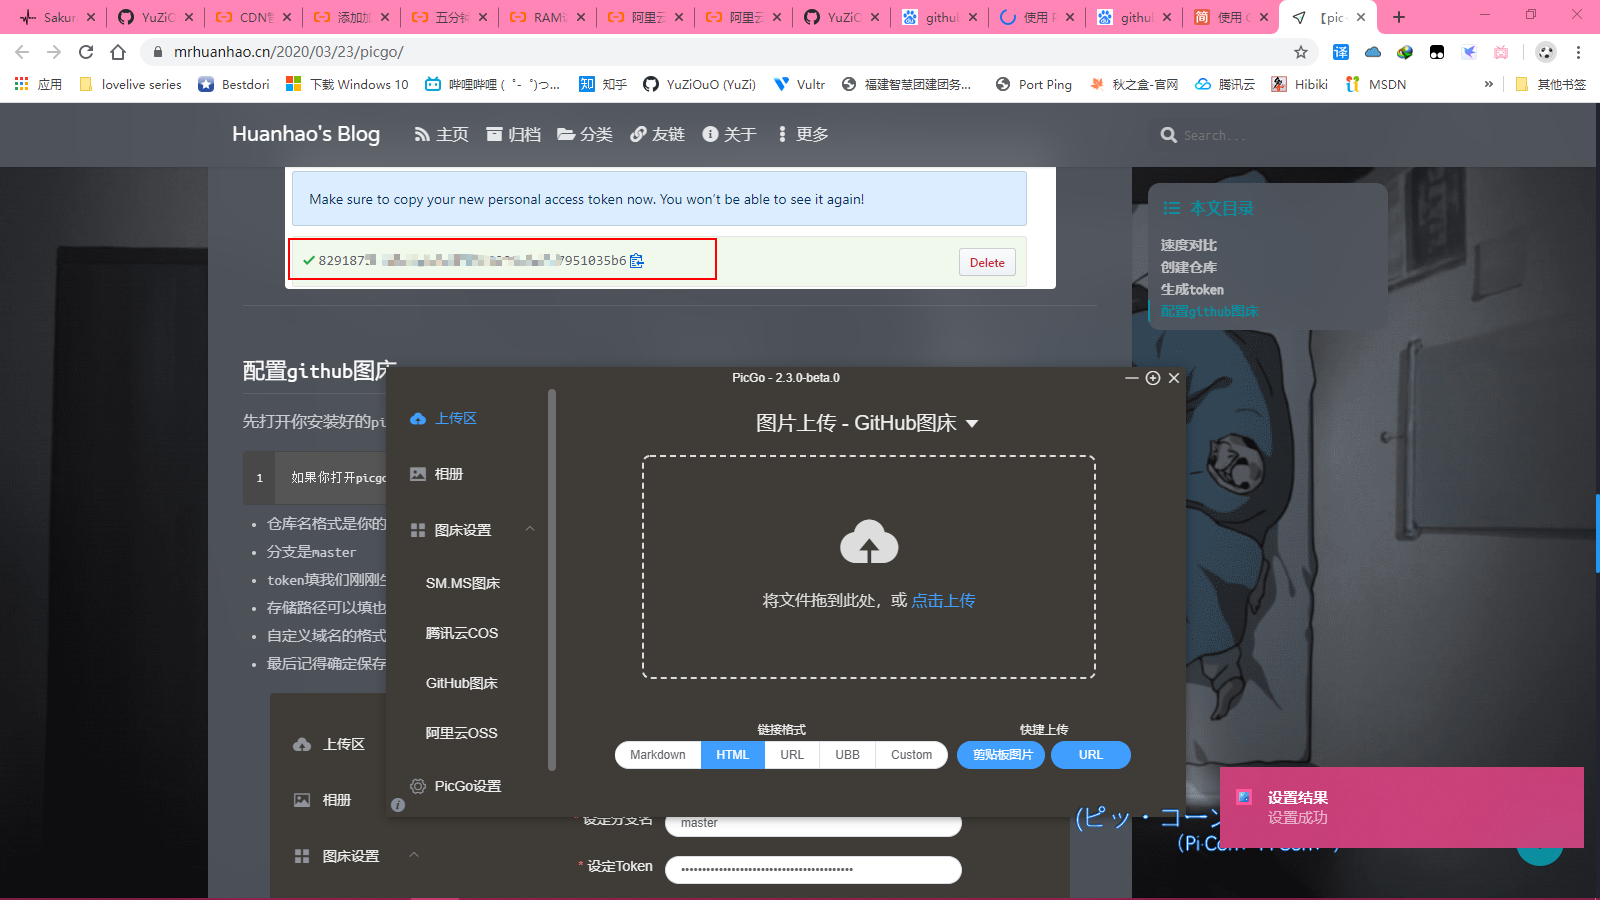 Sakur
YuZiC
CDN智
添加加
五分钟
RAM访
阿里云
阿里云
YuZiC
github
使用 F
github
使用 G
【pic
mrhuanhao.cn/2020/03/23/picgo/
应用
lovelive series
Bestdori
下载 Windows 10
哔哩哔哩 ( ゜- ゜)つ...
知乎
YuZiOuO (YuZi)
Vultr
福建智慧团建团务...
Port Ping
秋之盒-官网
腾讯云
Hibiki
MSDN
»
其他书签
Huanhao's Blog
主页
归档
分类
友链
关于
更多
Search...
Make sure to copy your new personal access token now. You won't be able to see it again!
829187
7951035b6
Delete
本文目录
速度对比
创建仓库
生成token
配置github图床
配置github图床
先打开你安装好的pi
1
如果你打开picgo
仓库名格式是你的
分支是master
token填我们刚刚生
存储路径可以填也
自定义域名的格式
最后记得确定保存
PicGo - 2.3.0-beta.0
上传区
相册
图床设置
SM.MS图床
腾讯云COS
GitHub图床
阿里云OSS
PicGo设置
图片上传 - GitHub图床
将文件拖到此处，或 点击上传
链接格式
快捷上传
Markdown
HTML
URL
UBB
Custom
剪贴板图片
URL
上传区
相册
图床设置
设定分支名
master
* 设定Token
(ピッ・コーン
(Pi·Con
设置结果
设置成功